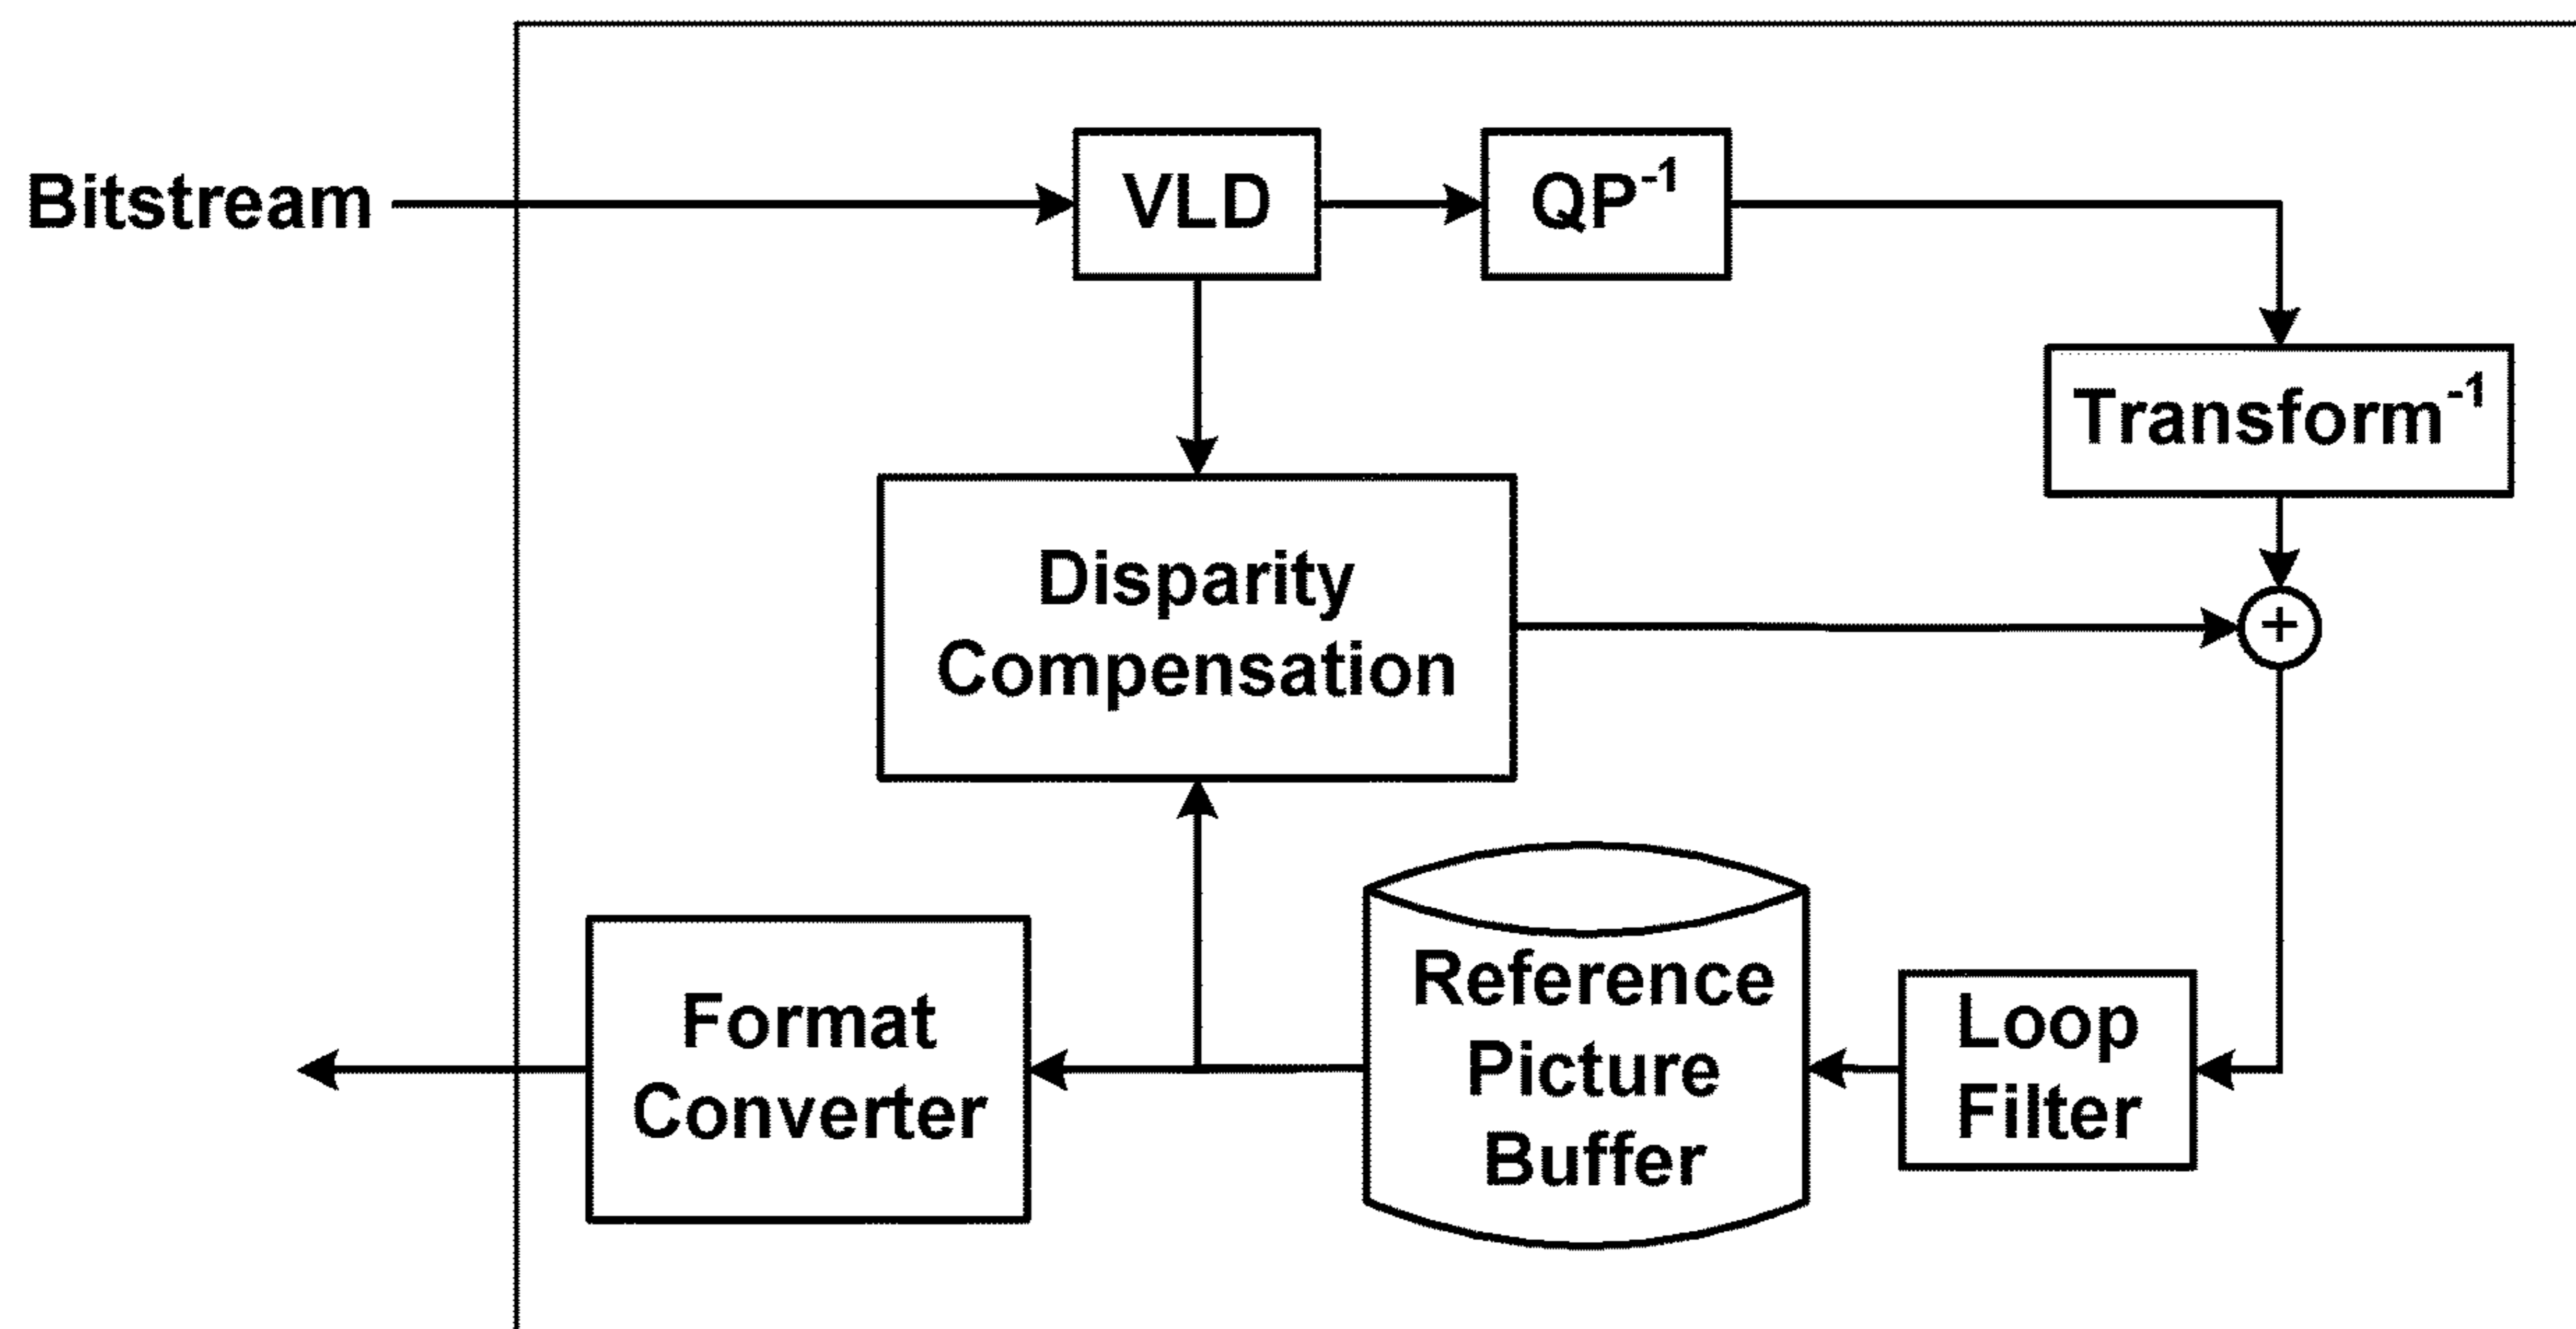 Bitstream
VLD
QP⁻¹
Transform⁻¹
Disparity
Compensation
+
Format
Converter
Reference
Picture
Buffer
Loop
Filter